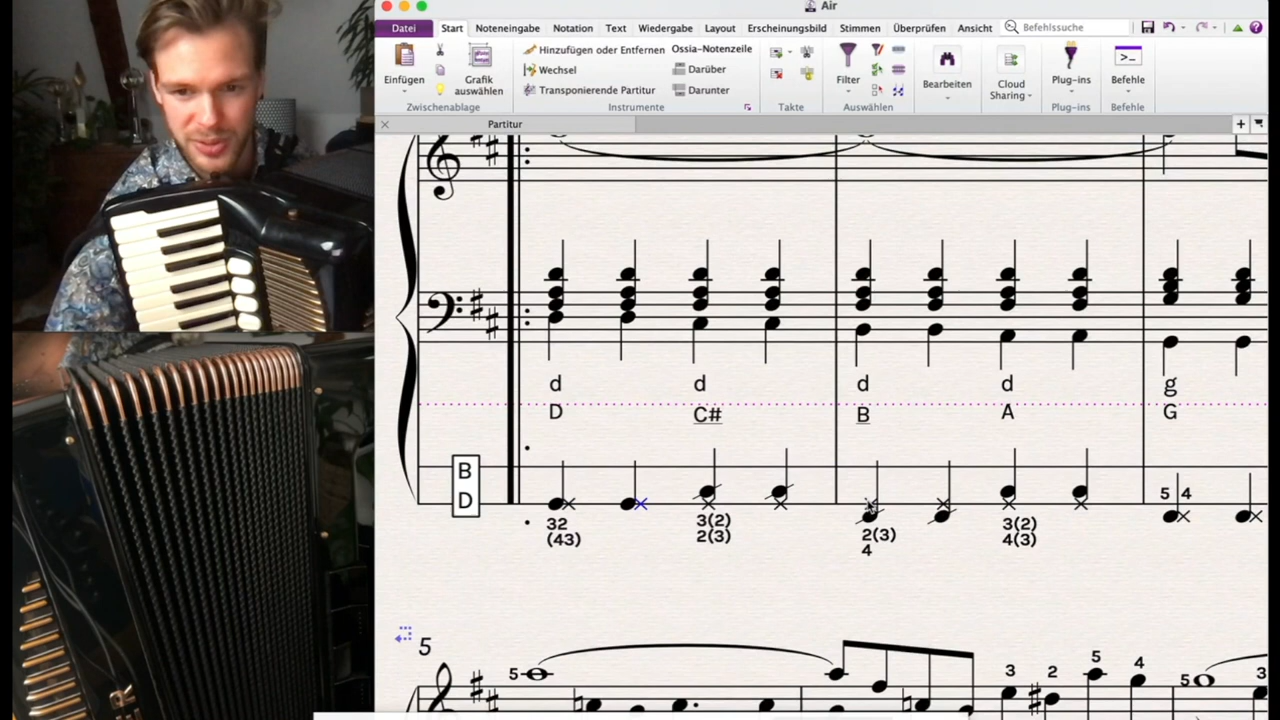 Air
Datei Start Noteneingabe Notation Text Wiedergabe Layout Erscheinungsbild Stimmen Überprüfen Ansicht Befehlssuche
Einfügen
Zwischenablage
Grafik
auswählen
Hinzufügen oder Entfernen
Wechsel
Transponierende Partitur
Ossia-Notenzeile
Darüber
Darunter
Instrumente
Takte
Filter
Auswählen
Bearbeiten
Cloud
Sharing
Plug-ins
Plug-ins
Befehle
Befehle
Partitur
d d d d g
D C# B A G
B
D
5 4
32 3(2) 2(3) 3(2)
(43) 2(3) 4 4(3)
5
5 3 2 5 4 5 3